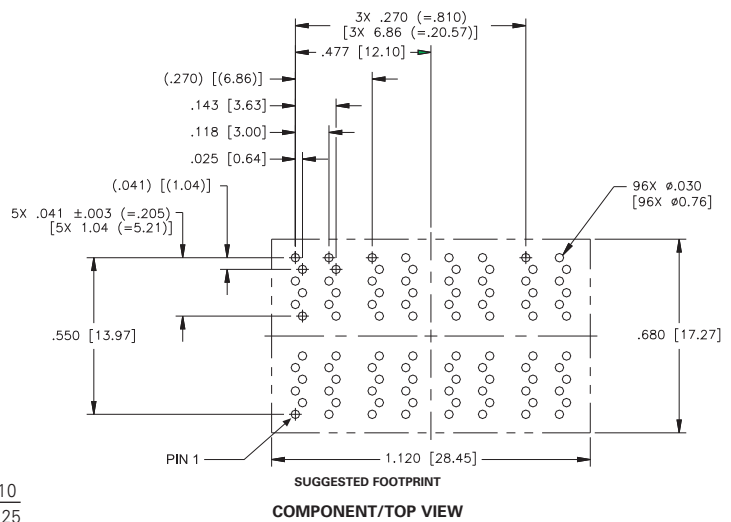 3X .270 (=.810)
[3X 6.86 (=.20.57)]
.477 [12.10]
(.270) [(6.86)]
.143 [3.63]
.118 [3.00]
.025 [0.64]
(.041) [(1.04)]
5X .041 ±.003 (=.205)
[5X 1.04 (=5.21)]
96X ø.030
[96X ø0.76]
.550 [13.97]
.680 [17.27]
PIN 1
1.120 [28.45]
SUGGESTED FOOTPRINT
COMPONENT/TOP VIEW
10
25